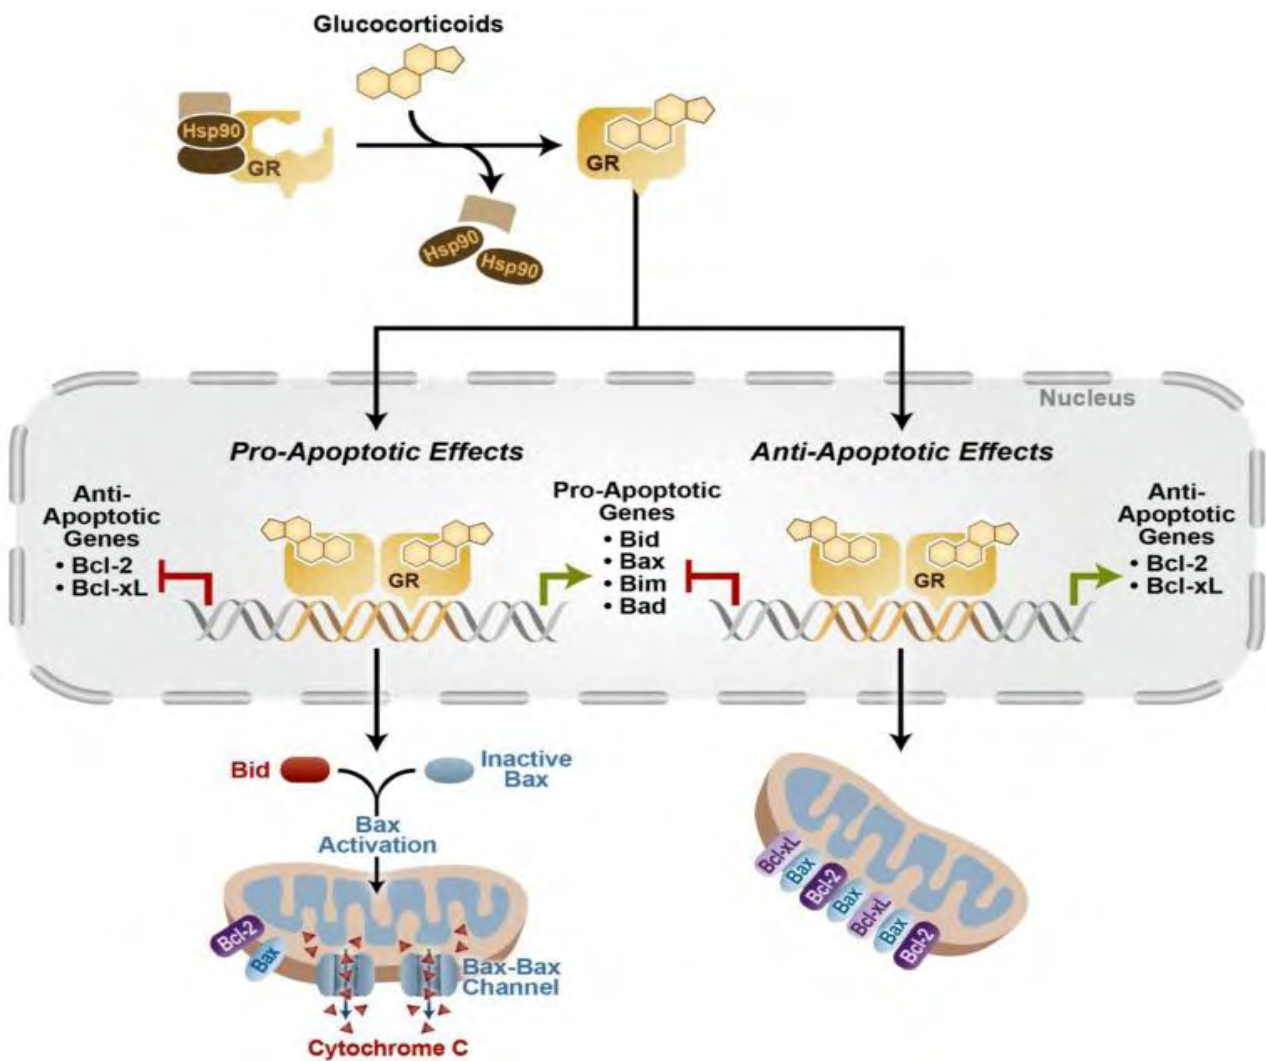 Glucocorticoids
Hsp90
GR
GR
Hsp90
Hsp90
Nucleus
Pro-Apoptotic Effects
Anti-Apoptotic Effects
Anti-
Apoptotic
Genes
• Bcl-2
• Bcl-xL
GR
Pro-Apoptotic
Genes
• Bid
• Bax
• Bim
• Bad
GR
Anti-
Apoptotic
Genes
• Bcl-2
• Bcl-xL
Bid
Inactive
Bax
Bax
Activation
Bcl-2
Bax
Bax-Bax
Channel
Cytochrome C
Bcl-xL
Bax
Bcl-2
Bax
Bcl-xL
Bax
Bcl-2